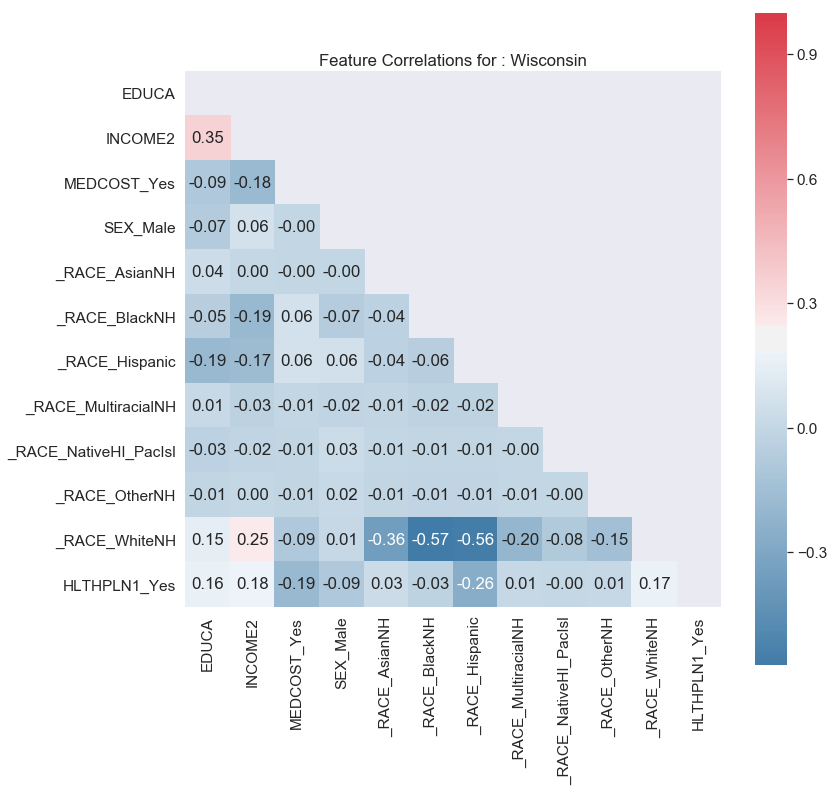 Feature Correlations for : Wisconsin
EDUCA
INCOME2 0.35
MEDCOST_Yes -0.09 -0.18
SEX_Male -0.07 0.06 -0.00
_RACE_AsianNH 0.04 0.00 -0.00 -0.00
_RACE_BlackNH -0.05 -0.19 0.06 -0.07 -0.04
_RACE_Hispanic -0.19 -0.17 0.06 0.06 -0.04 -0.06
_RACE_MultiracialNH 0.01 -0.03 -0.01 -0.02 -0.01 -0.02 -0.02
_RACE_NativeHI_PacIsl -0.03 -0.02 -0.01 0.03 -0.01 -0.01 -0.01 -0.00
_RACE_OtherNH -0.01 0.00 -0.01 0.02 -0.01 -0.01 -0.01 -0.01 -0.00
_RACE_WhiteNH 0.15 0.25 -0.09 0.01 -0.36 -0.57 -0.56 -0.20 -0.08 -0.15
HLTHPLN1_Yes 0.16 0.18 -0.19 -0.09 0.03 -0.03 -0.26 0.01 -0.00 0.01 0.17
EDUCA
INCOME2
MEDCOST_Yes
SEX_Male
_RACE_AsianNH
_RACE_BlackNH
_RACE_Hispanic
_RACE_MultiracialNH
_RACE_NativeHI_PacIsl
_RACE_OtherNH
_RACE_WhiteNH
HLTHPLN1_Yes
0.9
0.6
0.3
0.0
−0.3